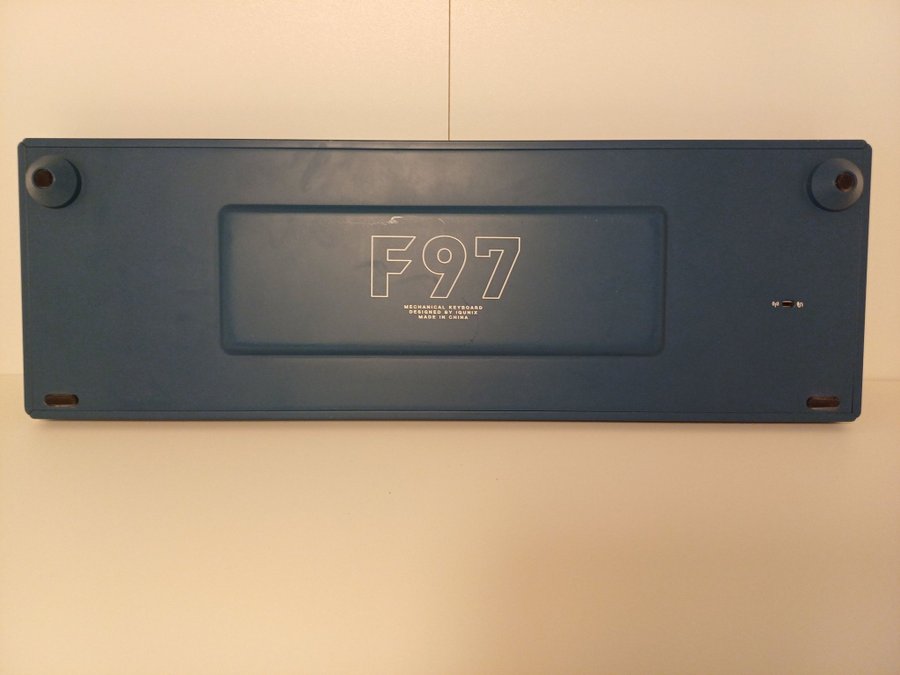 F97
MECHANICAL KEYBOARD
DESIGNED BY IQUNIX
MADE IN CHINA